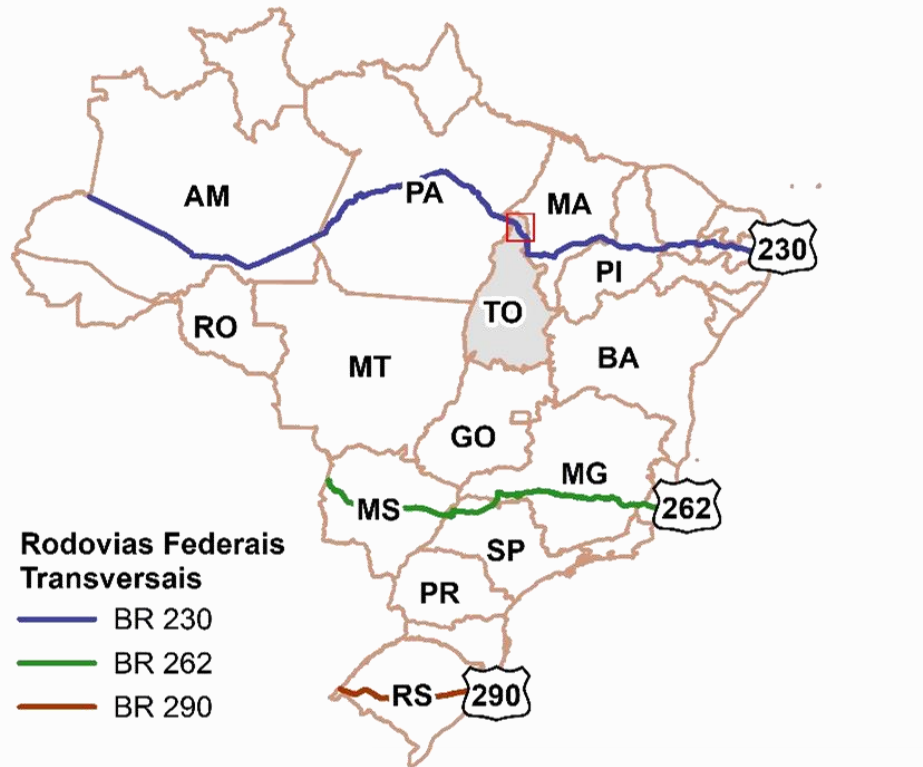 AM
PA
MA
230
PI
TO
RO
BA
MT
GO
MG
MS
262
SP
PR
RS
290
Rodovias Federais
Transversais
BR 230
BR 262
BR 290